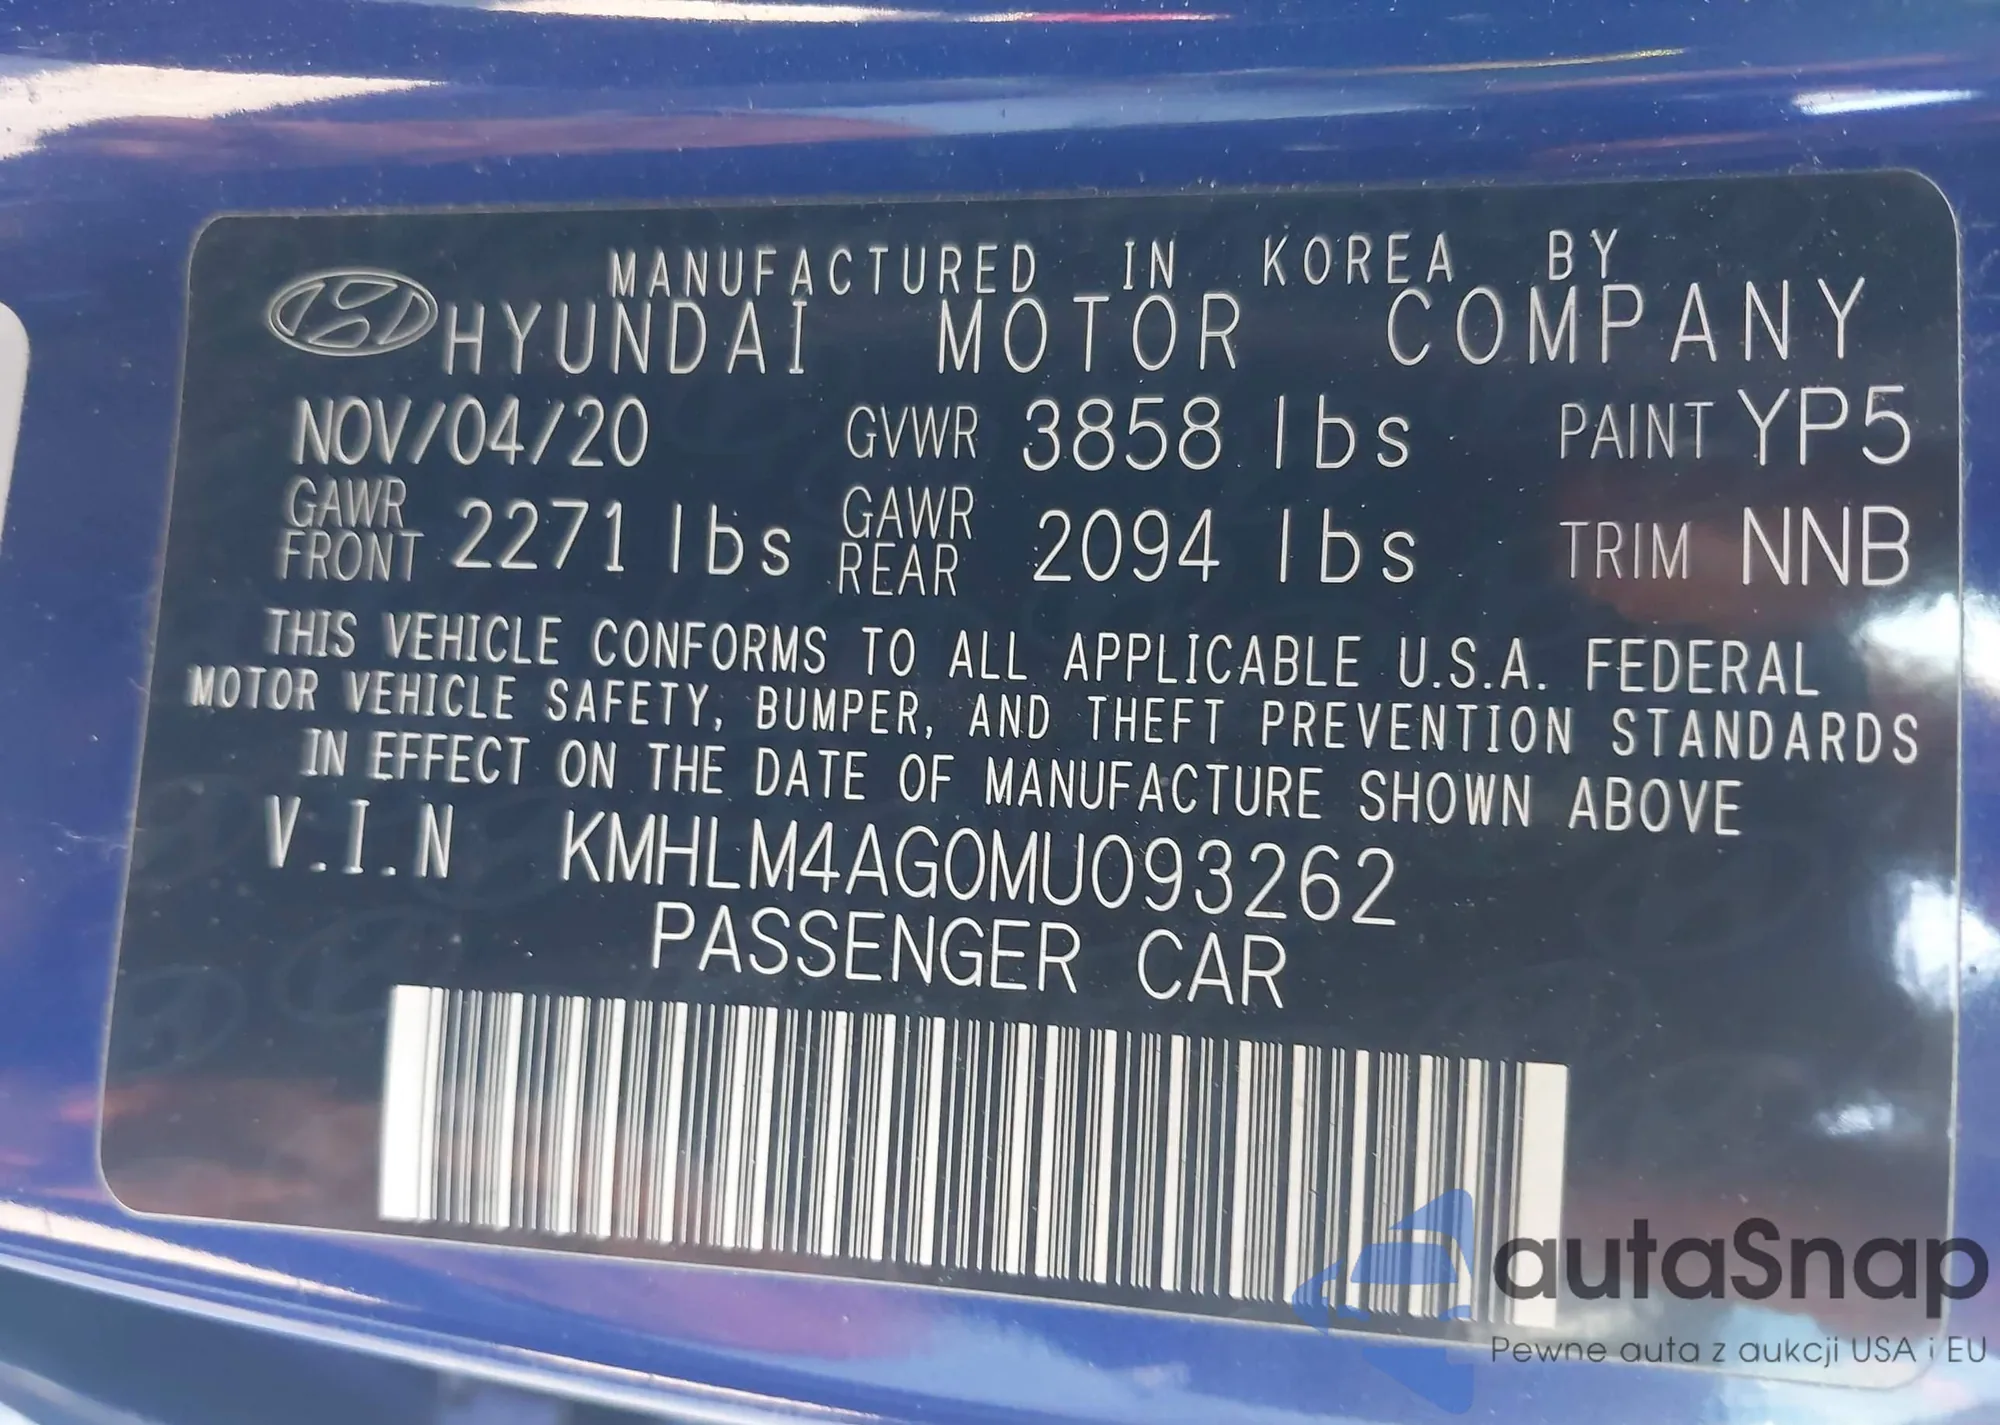 MANUFACTURED IN KOREA BY
HYUNDAI MOTOR COMPANY
NOV/04/20 GVWR 3858 lbs PAINT YP5
GAWR FRONT 2271 lbs GAWR REAR 2094 lbs TRIM NNB
THIS VEHICLE CONFORMS TO ALL APPLICABLE U.S.A. FEDERAL
MOTOR VEHICLE SAFETY, BUMPER, AND THEFT PREVENTION STANDARDS
IN EFFECT ON THE DATE OF MANUFACTURE SHOWN ABOVE
V.I.N KMHLM4AG0MU093262
PASSENGER CAR
autaSnap
Pewne auta z aukcji USA i EU